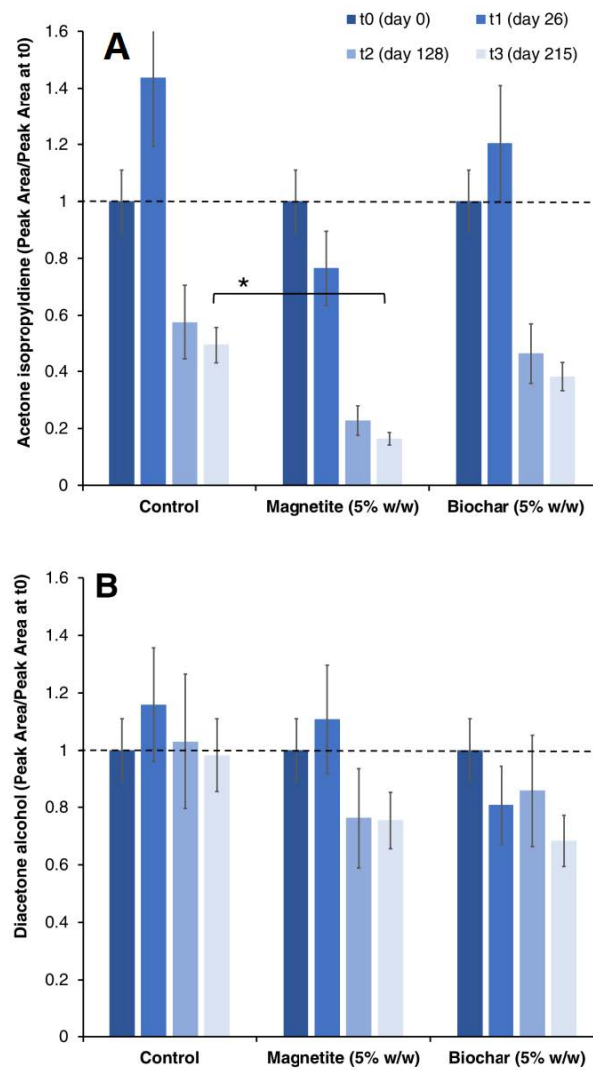 A
t0 (day 0)
t1 (day 26)
t2 (day 128)
t3 (day 215)
Acetone isopropyldiene (Peak Area/Peak Area at t0)
1.6
1.4
1.2
1
0.8
0.6
0.4
0.2
0
*
Control
Magnetite (5% w/w)
Biochar (5% w/w)
B
Diacetone alcohol (Peak Area/Peak Area at t0)
1.6
1.4
1.2
1
0.8
0.6
0.4
0.2
0
Control
Magnetite (5% w/w)
Biochar (5% w/w)